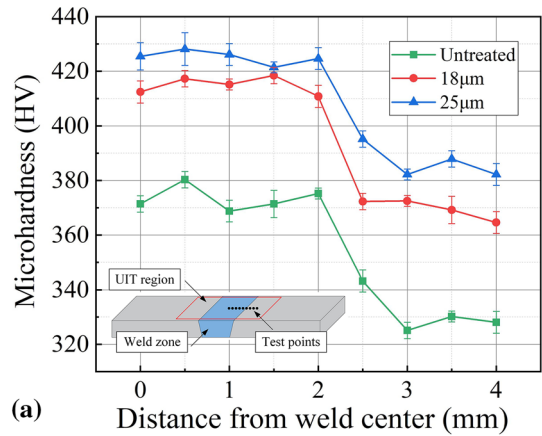 Microhardness (HV)
440
420
400
380
360
340
320
Untreated
18μm
25μm
UIT region
Weld zone
Test points
0 1 2 3 4
(a) Distance from weld center (mm)